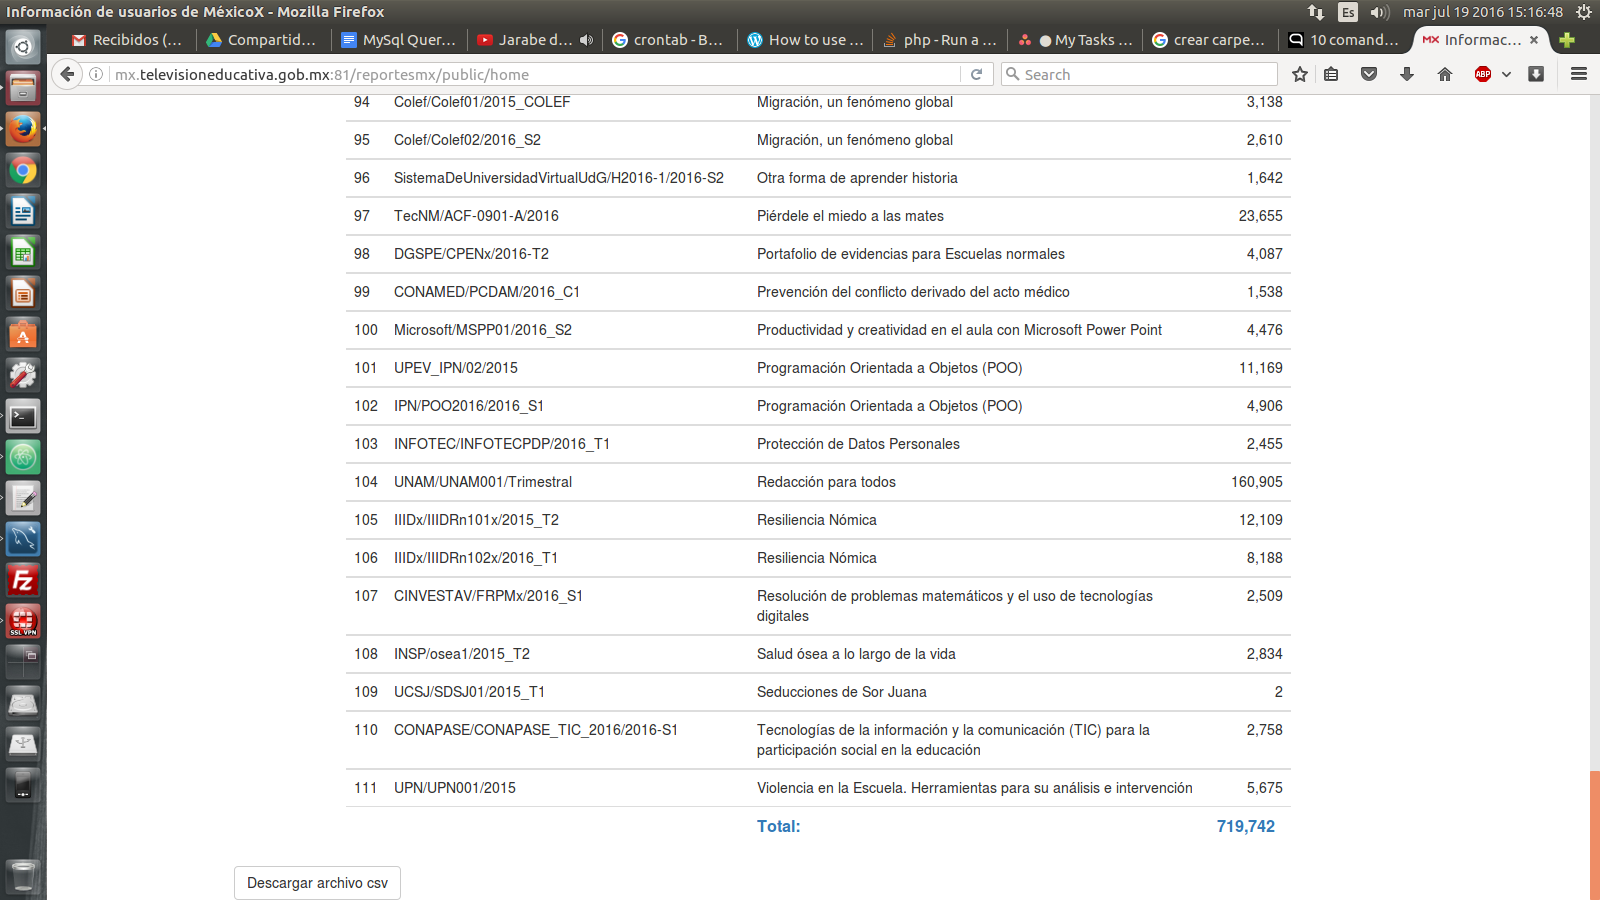 Información de usuarios de MéxicoX - Mozilla Firefox
Es
mar jul 19 2016 15:16:48
Recibidos (...
Compartid...
MySql Quer...
Jarabe d...
crontab - B...
How to use ...
php - Run a ...
● My Tasks ...
crear carpe...
10 comand...
MX Informac...
mx.televisioneducativa.gob.mx:81/reportesmx/public/home
Search
ABP
94 Colef/Colef01/2015_COLEF Migración, un fenómeno global 3,138
95 Colef/Colef02/2016_S2 Migración, un fenómeno global 2,610
96 SistemaDeUniversidadVirtualUdG/H2016-1/2016-S2 Otra forma de aprender historia 1,642
97 TecNM/ACF-0901-A/2016 Piérdele el miedo a las mates 23,655
98 DGSPE/CPENx/2016-T2 Portafolio de evidencias para Escuelas normales 4,087
99 CONAMED/PCDAM/2016_C1 Prevención del conflicto derivado del acto médico 1,538
100 Microsoft/MSPP01/2016_S2 Productividad y creatividad en el aula con Microsoft Power Point 4,476
101 UPEV_IPN/02/2015 Programación Orientada a Objetos (POO) 11,169
102 IPN/POO2016/2016_S1 Programación Orientada a Objetos (POO) 4,906
103 INFOTEC/INFOTECPDP/2016_T1 Protección de Datos Personales 2,455
104 UNAM/UNAM001/Trimestral Redacción para todos 160,905
105 IIIDx/IIIDRn101x/2015_T2 Resiliencia Nómica 12,109
106 IIIDx/IIIDRn102x/2016_T1 Resiliencia Nómica 8,188
107 CINVESTAV/FRPMx/2016_S1 Resolución de problemas matemáticos y el uso de tecnologías 2,509
digitales
108 INSP/osea1/2015_T2 Salud ósea a lo largo de la vida 2,834
109 UCSJ/SDSJ01/2015_T1 Seducciones de Sor Juana 2
110 CONAPASE/CONAPASE_TIC_2016/2016-S1 Tecnologías de la información y la comunicación (TIC) para la 2,758
participación social en la educación
111 UPN/UPN001/2015 Violencia en la Escuela. Herramientas para su análisis e intervención 5,675
Total: 719,742
Descargar archivo csv
Fz
SSL VPN